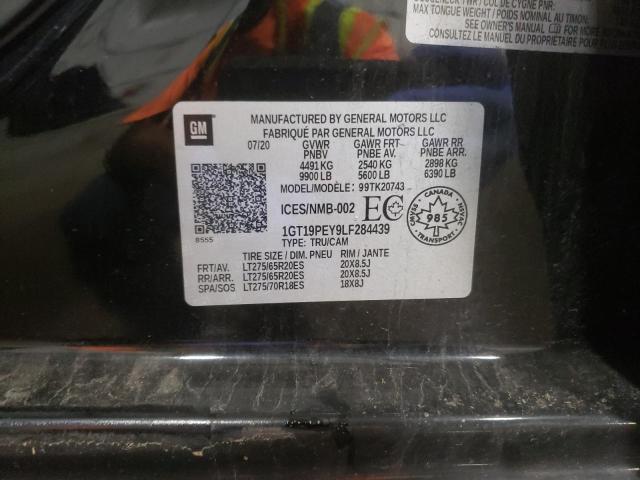 MAX TONGUE WEIGHT / POIDS NOMINAL AU TIMON:
SEE OWNER'S MANUAL
CONSULTEZ LE MANUEL DU PROPRIETAIRE POUR
GM
MANUFACTURED BY GENERAL MOTORS LLC
FABRIQUÉ PAR GENERAL MOTORS LLC
07/20 GVWR GAWR FRT GAWR RR
PNBV PNBE AV. PNBE ARR.
4491 KG 2540 KG 2898 KG
9900 LB 5600 LB 6390 LB
MODEL/MODÈLE: 99TK20743
ICES/NMB-002 EC
985
CANADA
TRANSPORT
8555
1GT19PEY9LF284439
TYPE: TRU/CAM
TIRE SIZE / DIM. PNEU RIM / JANTE
FRT/AV. LT275/65R20ES 20X8.5J
RR/ARR. LT275/65R20ES 20X8.5J
SPA/SOS LT275/70R18ES 18X8J